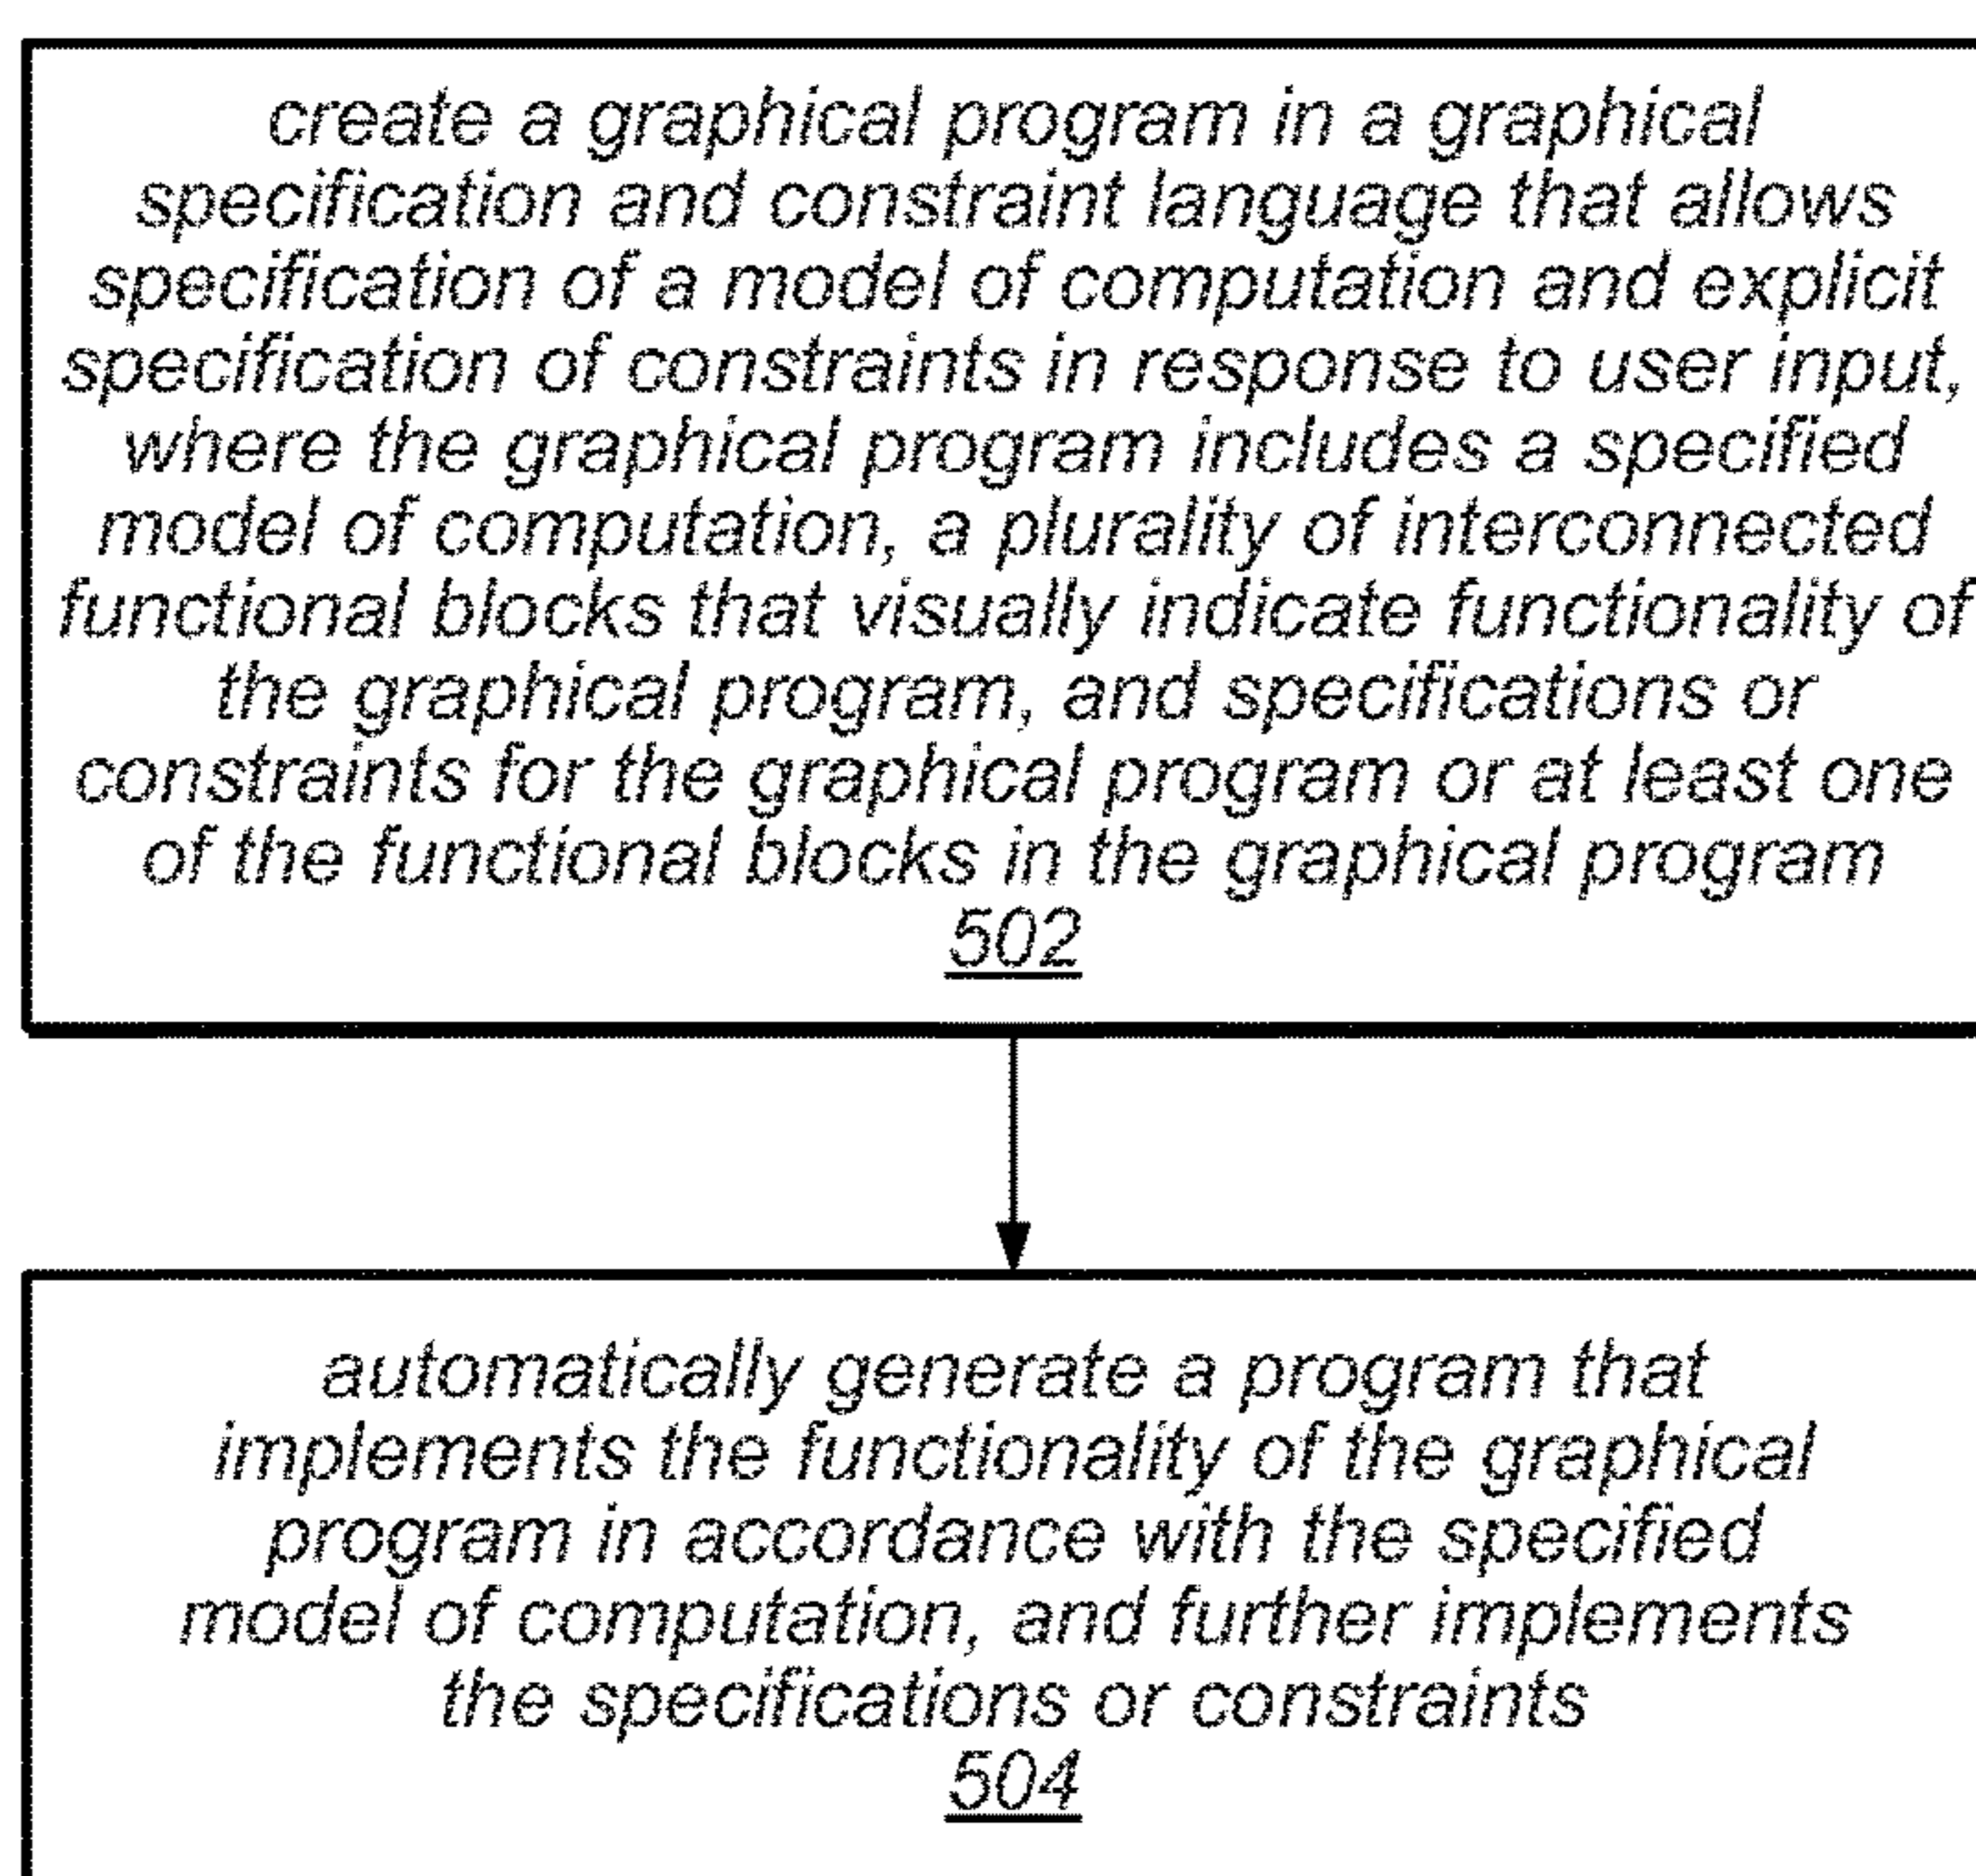 create a graphical program in a graphical
specification and constraint language that allows
specification of a model of computation and explicit
specification of constraints in response to user input,
where the graphical program includes a specified
model of computation, a plurality of interconnected
functional blocks that visually indicate functionality of
the graphical program, and specifications or
constraints for the graphical program or at least one
of the functional blocks in the graphical program
502
automatically generate a program that
implements the functionality of the graphical
program in accordance with the specified
model of computation, and further implements
the specifications or constraints
504